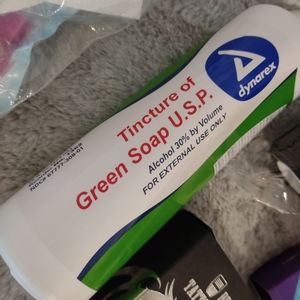 dynarex
Tincture of
Green Soap U.S.P.
Alcohol 30% by Volume
FOR EXTERNAL USE ONLY